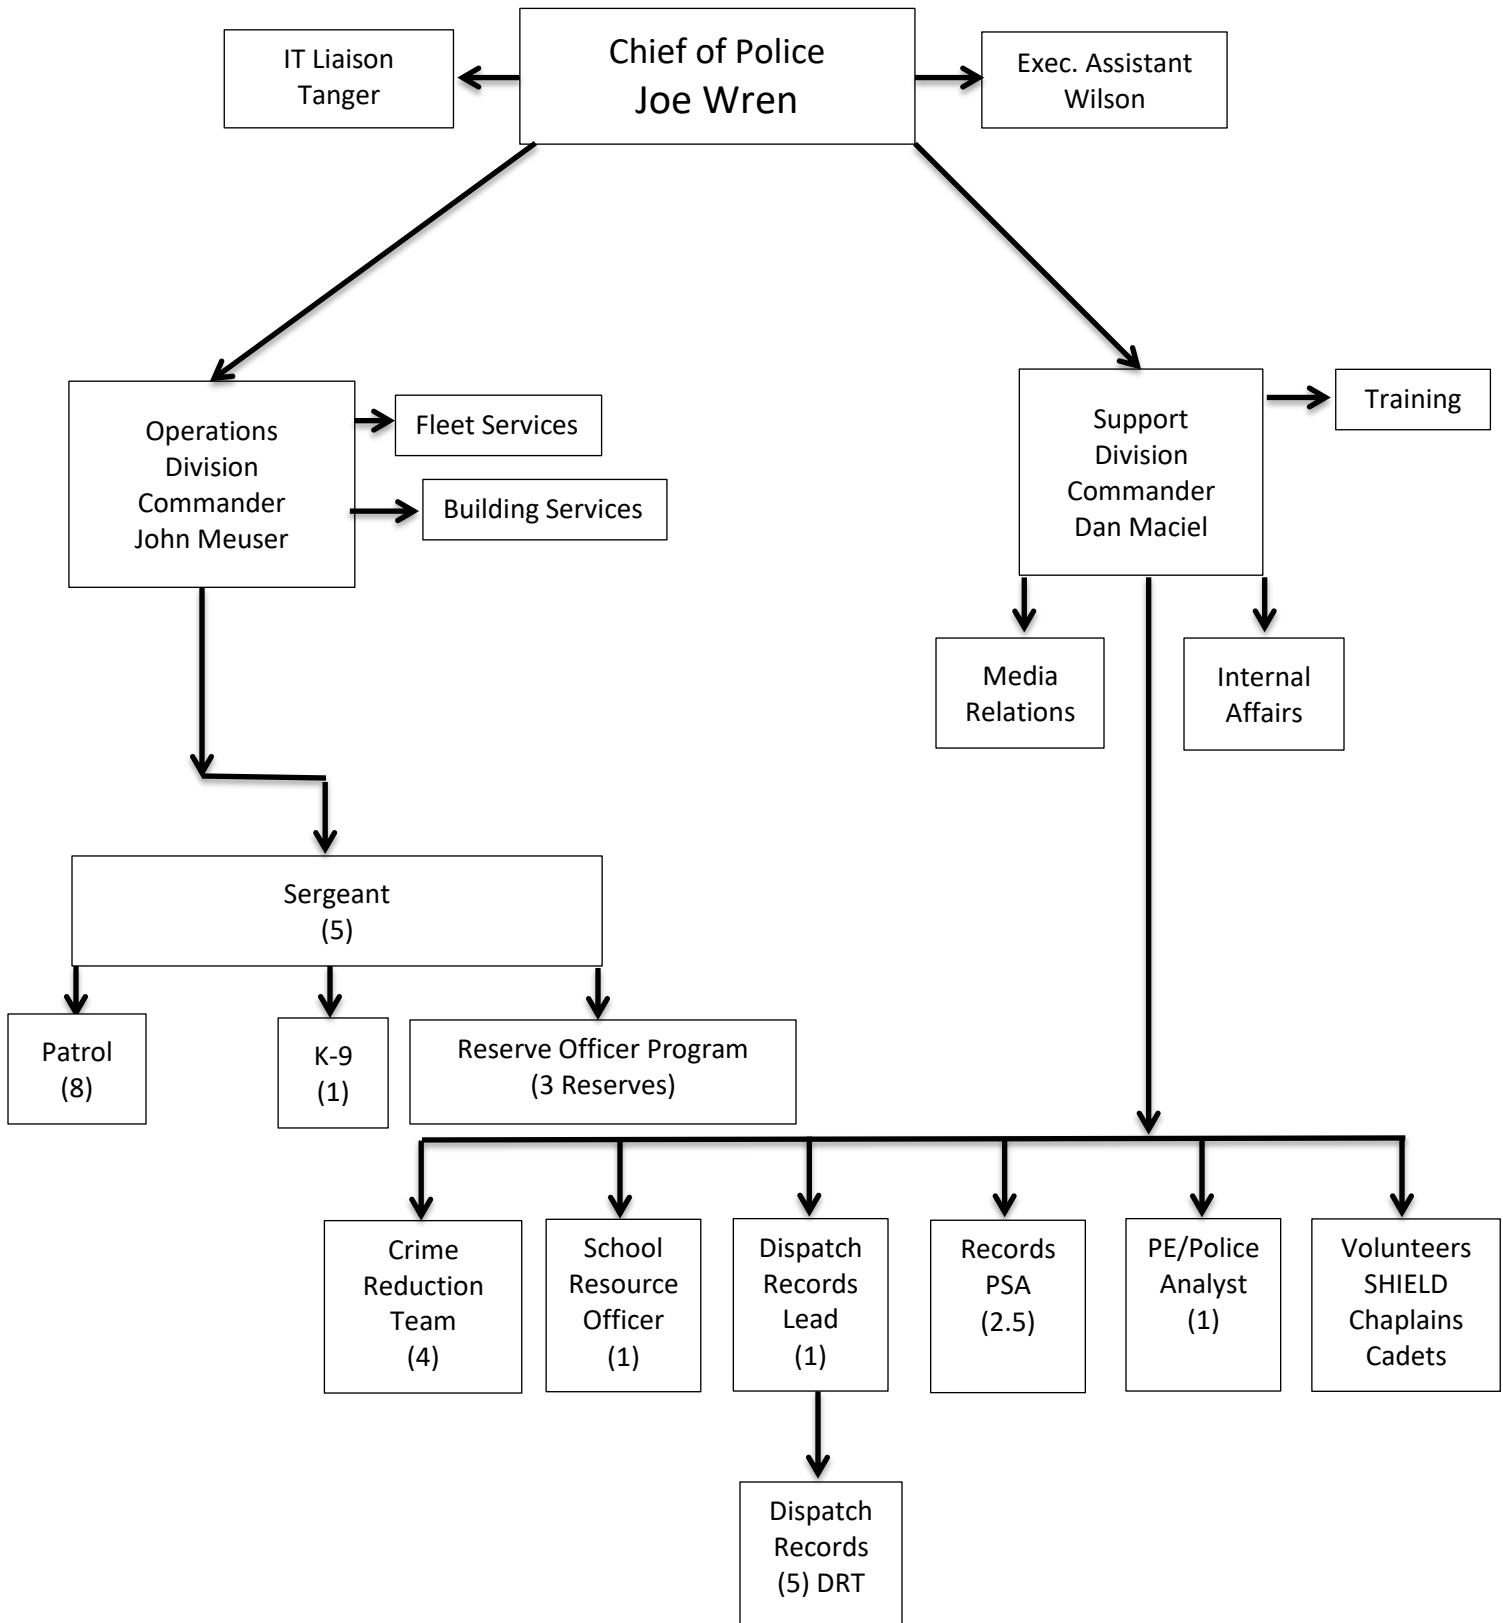 IT Liaison
Tanger
Chief of Police
Joe Wren
Exec. Assistant
Wilson
Operations
Division
Commander
John Meuser
Fleet Services
Building Services
Support
Division
Commander
Dan Maciel
Training
Media
Relations
Internal
Affairs
Sergeant
(5)
Patrol
(8)
K-9
(1)
Reserve Officer Program
(3 Reserves)
Crime
Reduction
Team
(4)
School
Resource
Officer
(1)
Dispatch
Records
Lead
(1)
Records
PSA
(2.5)
PE/Police
Analyst
(1)
Volunteers
SHIELD
Chaplains
Cadets
Dispatch
Records
(5) DRT